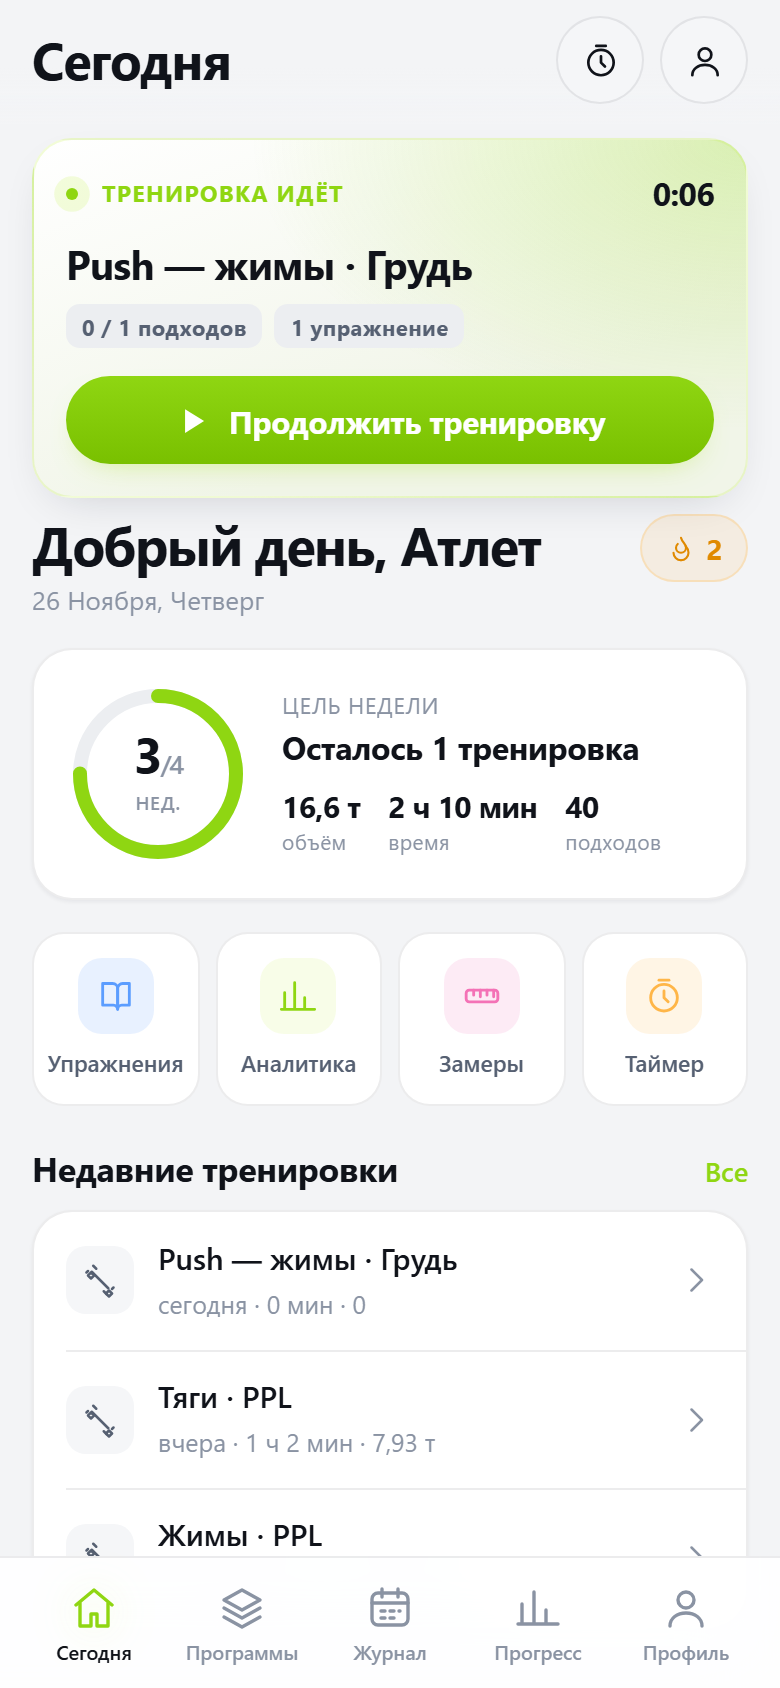 Сегодня
ТРЕНИРОВКА ИДЁТ 0:06
Push — жимы · Грудь
0 / 1 подходов 1 упражнение
Продолжить тренировку
Добрый день, Атлет 2
26 Ноября, Четверг
ЦЕЛЬ НЕДЕЛИ
3/4 Осталось 1 тренировка
НЕД. 16,6 т 2 ч 10 мин 40
объём время подходов
Упражнения Аналитика Замеры Таймер
Недавние тренировки Все
Push — жимы · Грудь
сегодня · 0 мин · 0
Тяги · PPL
вчера · 1 ч 2 мин · 7,93 т
Жимы · PPL
Сегодня Программы Журнал Прогресс Профиль